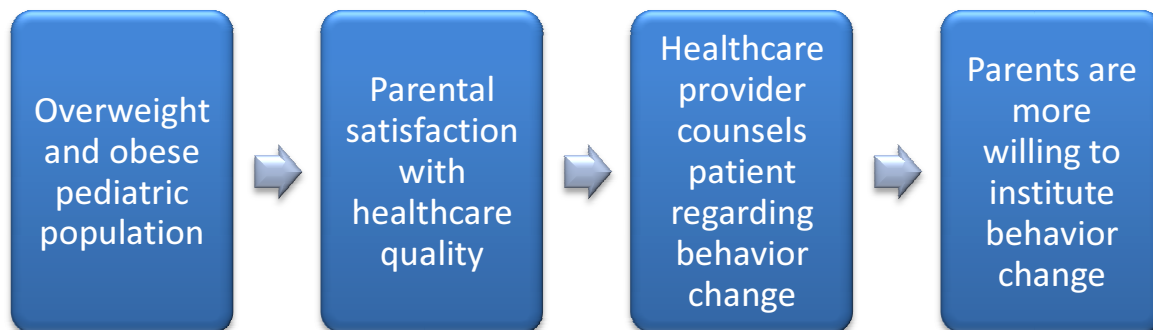 Overweight
and obese
pediatric
population
Parental
satisfaction
with
healthcare
quality
Healthcare
provider
counsels
patient
regarding
behavior
change
Parents are
more
willing to
institute
behavior
change